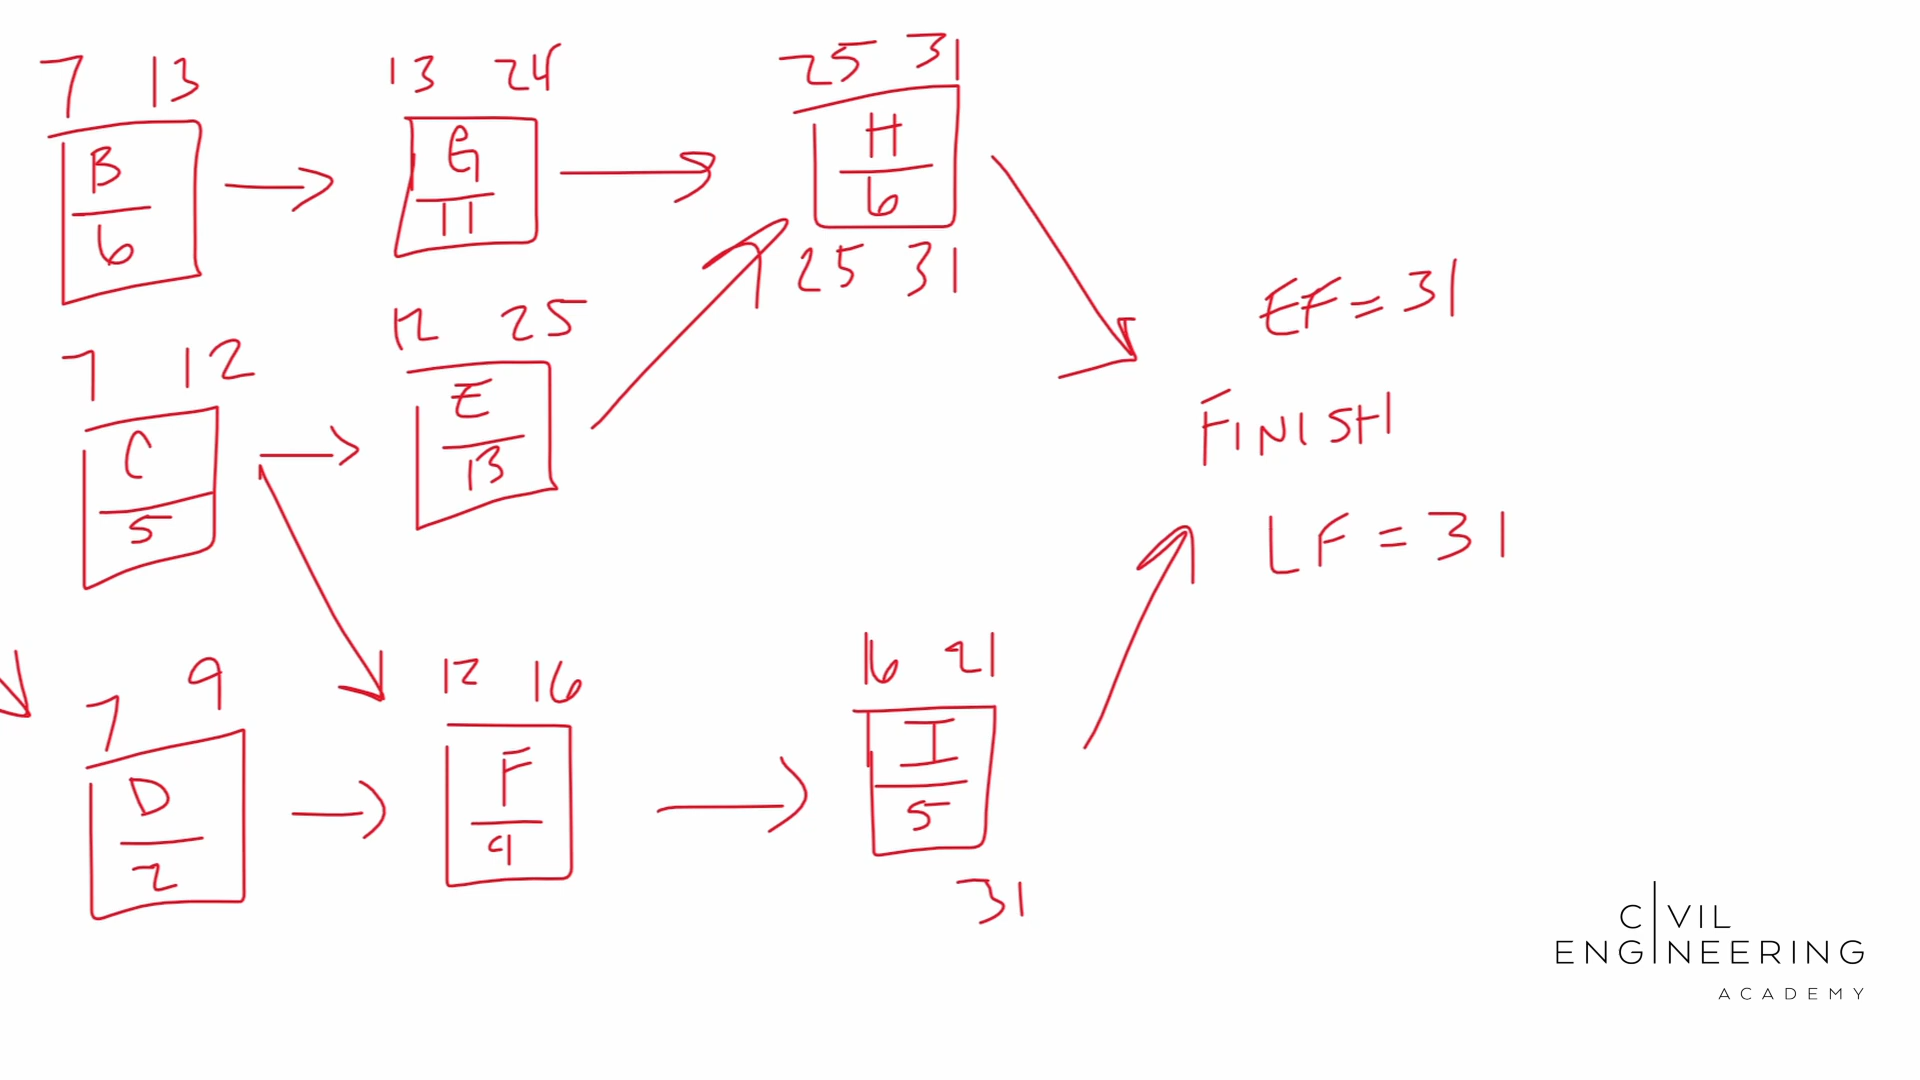 7 13
B
6
13 24
G
11
25 31
H
6
25 31
7 12
C
5
12 25
E
13
EF = 31
FINISH
LF = 31
7 9
D
2
12 16
F
4
16 21
I
5
31
CIVIL
ENGINEERING
ACADEMY